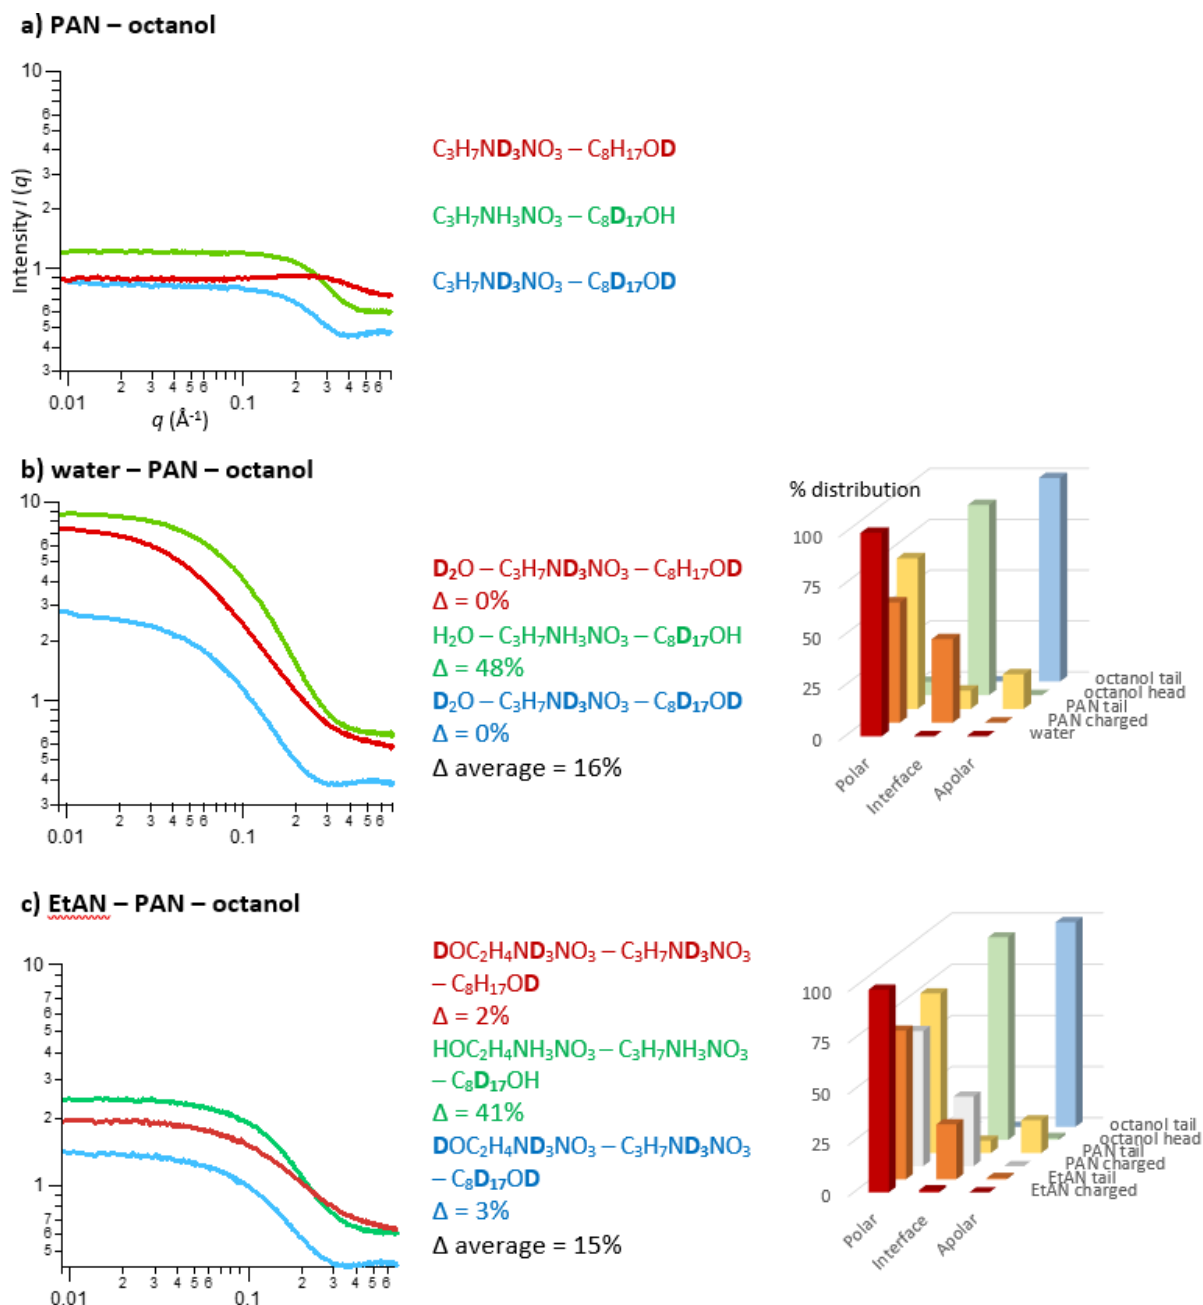 a) PAN – octanol
10
6
5
4
3
2
1
6
5
4
3
Intensity I (q)
0.01
2
3
4
5
6
0.1
2
3
4
5
6
q (Å⁻¹)
C₃H₇ND₃NO₃ – C₈H₁₇OD
C₃H₇NH₃NO₃ – C₈D₁₇OH
C₃H₇ND₃NO₃ – C₈D₁₇OD
b) water – PAN – octanol
10
6
5
4
3
2
1
6
5
4
3
0.01
2
3
4
5
6
0.1
2
3
4
5
6
D₂O – C₃H₇ND₃NO₃ – C₈H₁₇OD
Δ = 0%
H₂O – C₃H₇NH₃NO₃ – C₈D₁₇OH
Δ = 48%
D₂O – C₃H₇ND₃NO₃ – C₈D₁₇OD
Δ = 0%
Δ average = 16%
% distribution
100
75
50
25
0
Polar
Interface
Apolar
octanol tail
octanol head
PAN tail
PAN charged
water
c) EtAN – PAN – octanol
10
7
6
5
4
3
2
1
7
6
5
0.01
2
3
4
5
6
0.1
2
3
4
5
6
DOC₂H₄ND₃NO₃ – C₃H₇ND₃NO₃
– C₈H₁₇OD
Δ = 2%
HOC₂H₄NH₃NO₃ – C₃H₇NH₃NO₃
– C₈D₁₇OH
Δ = 41%
DOC₂H₄ND₃NO₃ – C₃H₇ND₃NO₃
– C₈D₁₇OD
Δ = 3%
Δ average = 15%
100
75
50
25
0
Polar
Interface
Apolar
octanol tail
octanol head
PAN tail
PAN charged
EtAN tail
EtAN charged